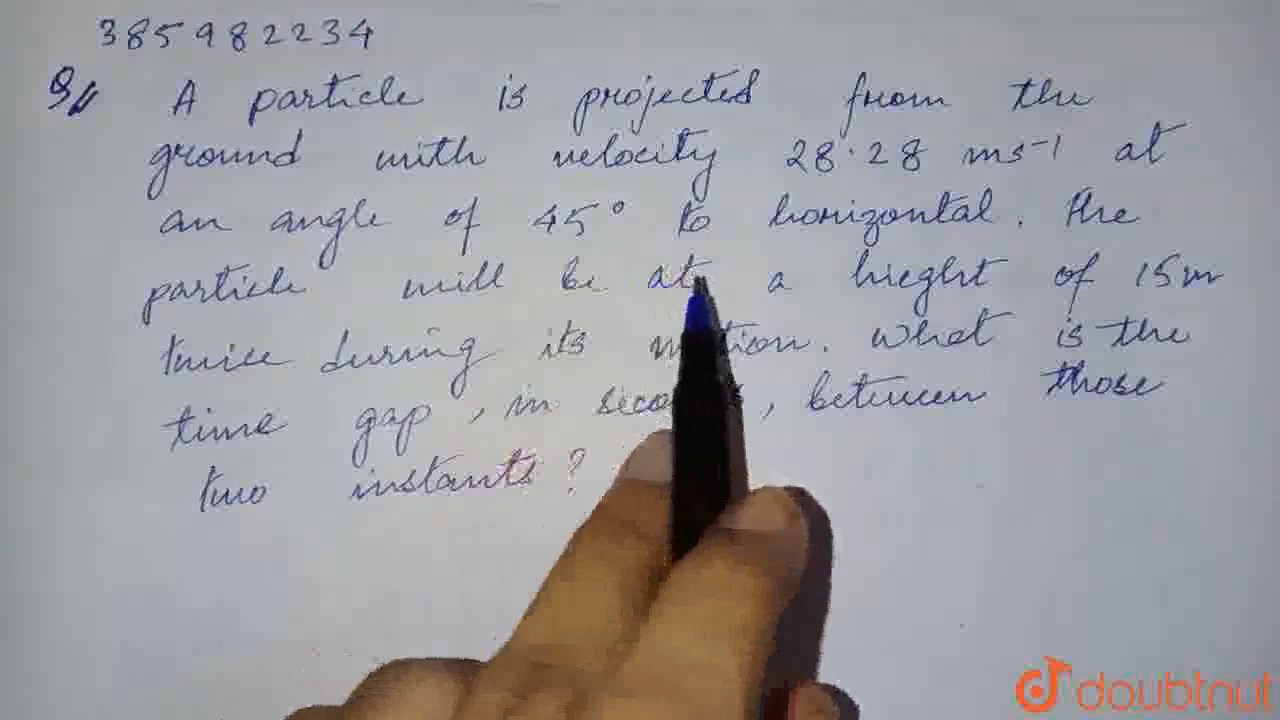 385982234
Q// A particle is projected from the
ground with velocity 28.28 ms-1 at
an angle of 45° to horizontal. The
particle will be at a hieght of 15m
twice during its motion. What is the
time gap, in seconds, between those
two instants?
doubtnut